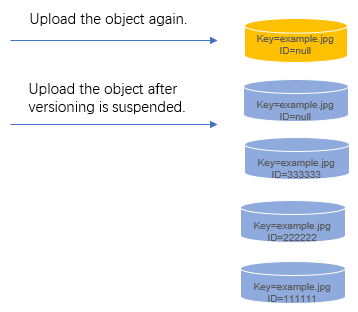 Upload the object again.
Key=example.jpg
ID=null
Upload the object after
versioning is suspended.
Key=example.jpg
ID=null
Key=example.jpg
ID=333333
Key=example.jpg
ID=222222
Key=example.jpg
ID=111111